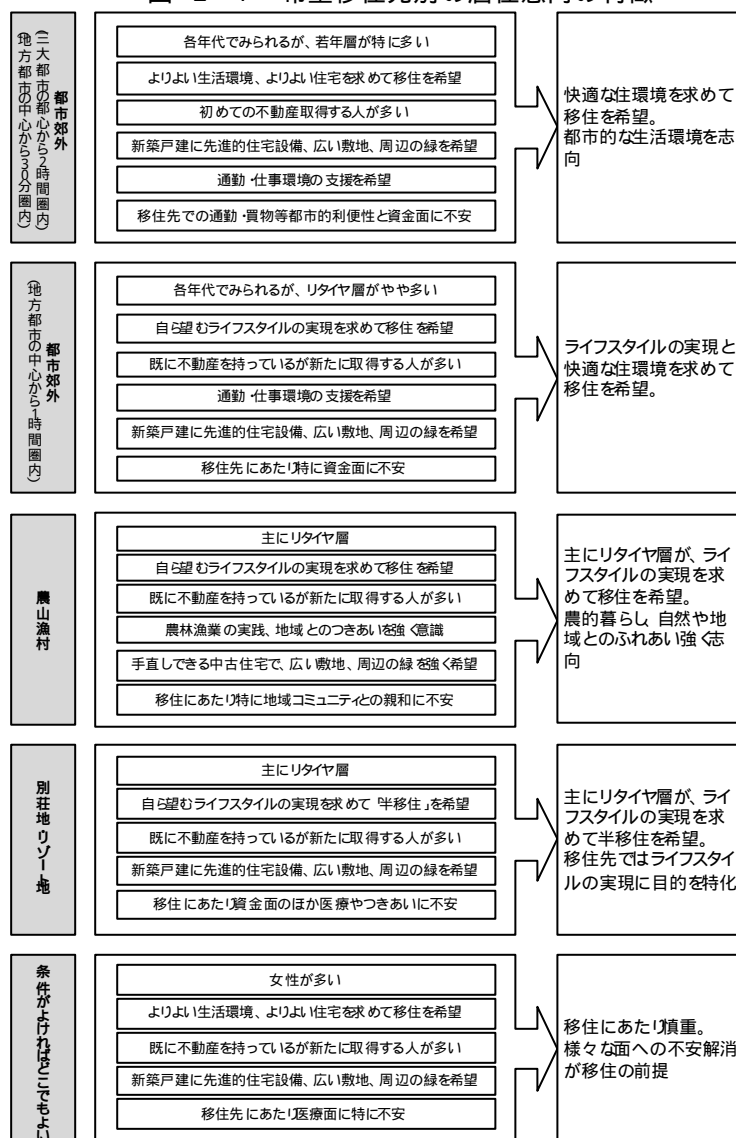 都市郊外
(三大都市の都心から2時間圏内)
(地方都市の中心から30分圏内)
各年代でみられるが、若年層が特に多い
よりよい生活環境、よりよい住宅を求めて移住を希望
初めての不動産取得する人が多い
新築戸建に先進的住宅設備、広い敷地、周辺の緑を希望
通勤・仕事環境の支援を希望
移住先での通勤・買物等都市的利便性と資金面に不安
快適な住環境を求めて
移住を希望。
都市的な生活環境を志
向
都市郊外
(地方都市の中心から1時間圏内)
各年代でみられるが、リタイヤ層がやや多い
自ら望むライフスタイルの実現を求めて移住を希望
既に不動産を持っているが新たに取得する人が多い
通勤・仕事環境の支援を希望
新築戸建に先進的住宅設備、広い敷地、周辺の緑を希望
移住先にあたり特に資金面に不安
ライフスタイルの実現と
快適な住環境を求めて
移住を希望。
農山漁村
主にリタイヤ層
自ら望むライフスタイルの実現を求めて移住を希望
既に不動産を持っているが新たに取得する人が多い
農林漁業の実践、地域とのつきあいを強く意識
手直しできる中古住宅で、広い敷地、周辺の緑を強く希望
移住にあたり特に地域コミュニティとの親和に不安
主にリタイヤ層が、ライ
フスタイルの実現を求
めて移住を希望。
農的暮らし、自然や地
域とのふれあい強く志
向
別荘地・リゾート地
主にリタイヤ層
自ら望むライフスタイルの実現を求めて「半移住」を希望
既に不動産を持っているが新たに取得する人が多い
新築戸建に先進的住宅設備、広い敷地、周辺の緑を希望
移住にあたり資金面のほか医療やつきあいに不安
主にリタイヤ層が、ライ
フスタイルの実現を求
めて半移住を希望。
移住先ではライフスタイ
ルの実現に目的を特化
条件がよければどこでもよい
女性が多い
よりよい生活環境、よりよい住宅を求めて移住を希望
既に不動産を持っているが新たに取得する人が多い
新築戸建に先進的住宅設備、広い敷地、周辺の緑を希望
移住先にあたり医療面に特に不安
移住にあたり慎重。
様々な面への不安解消
が移住の前提